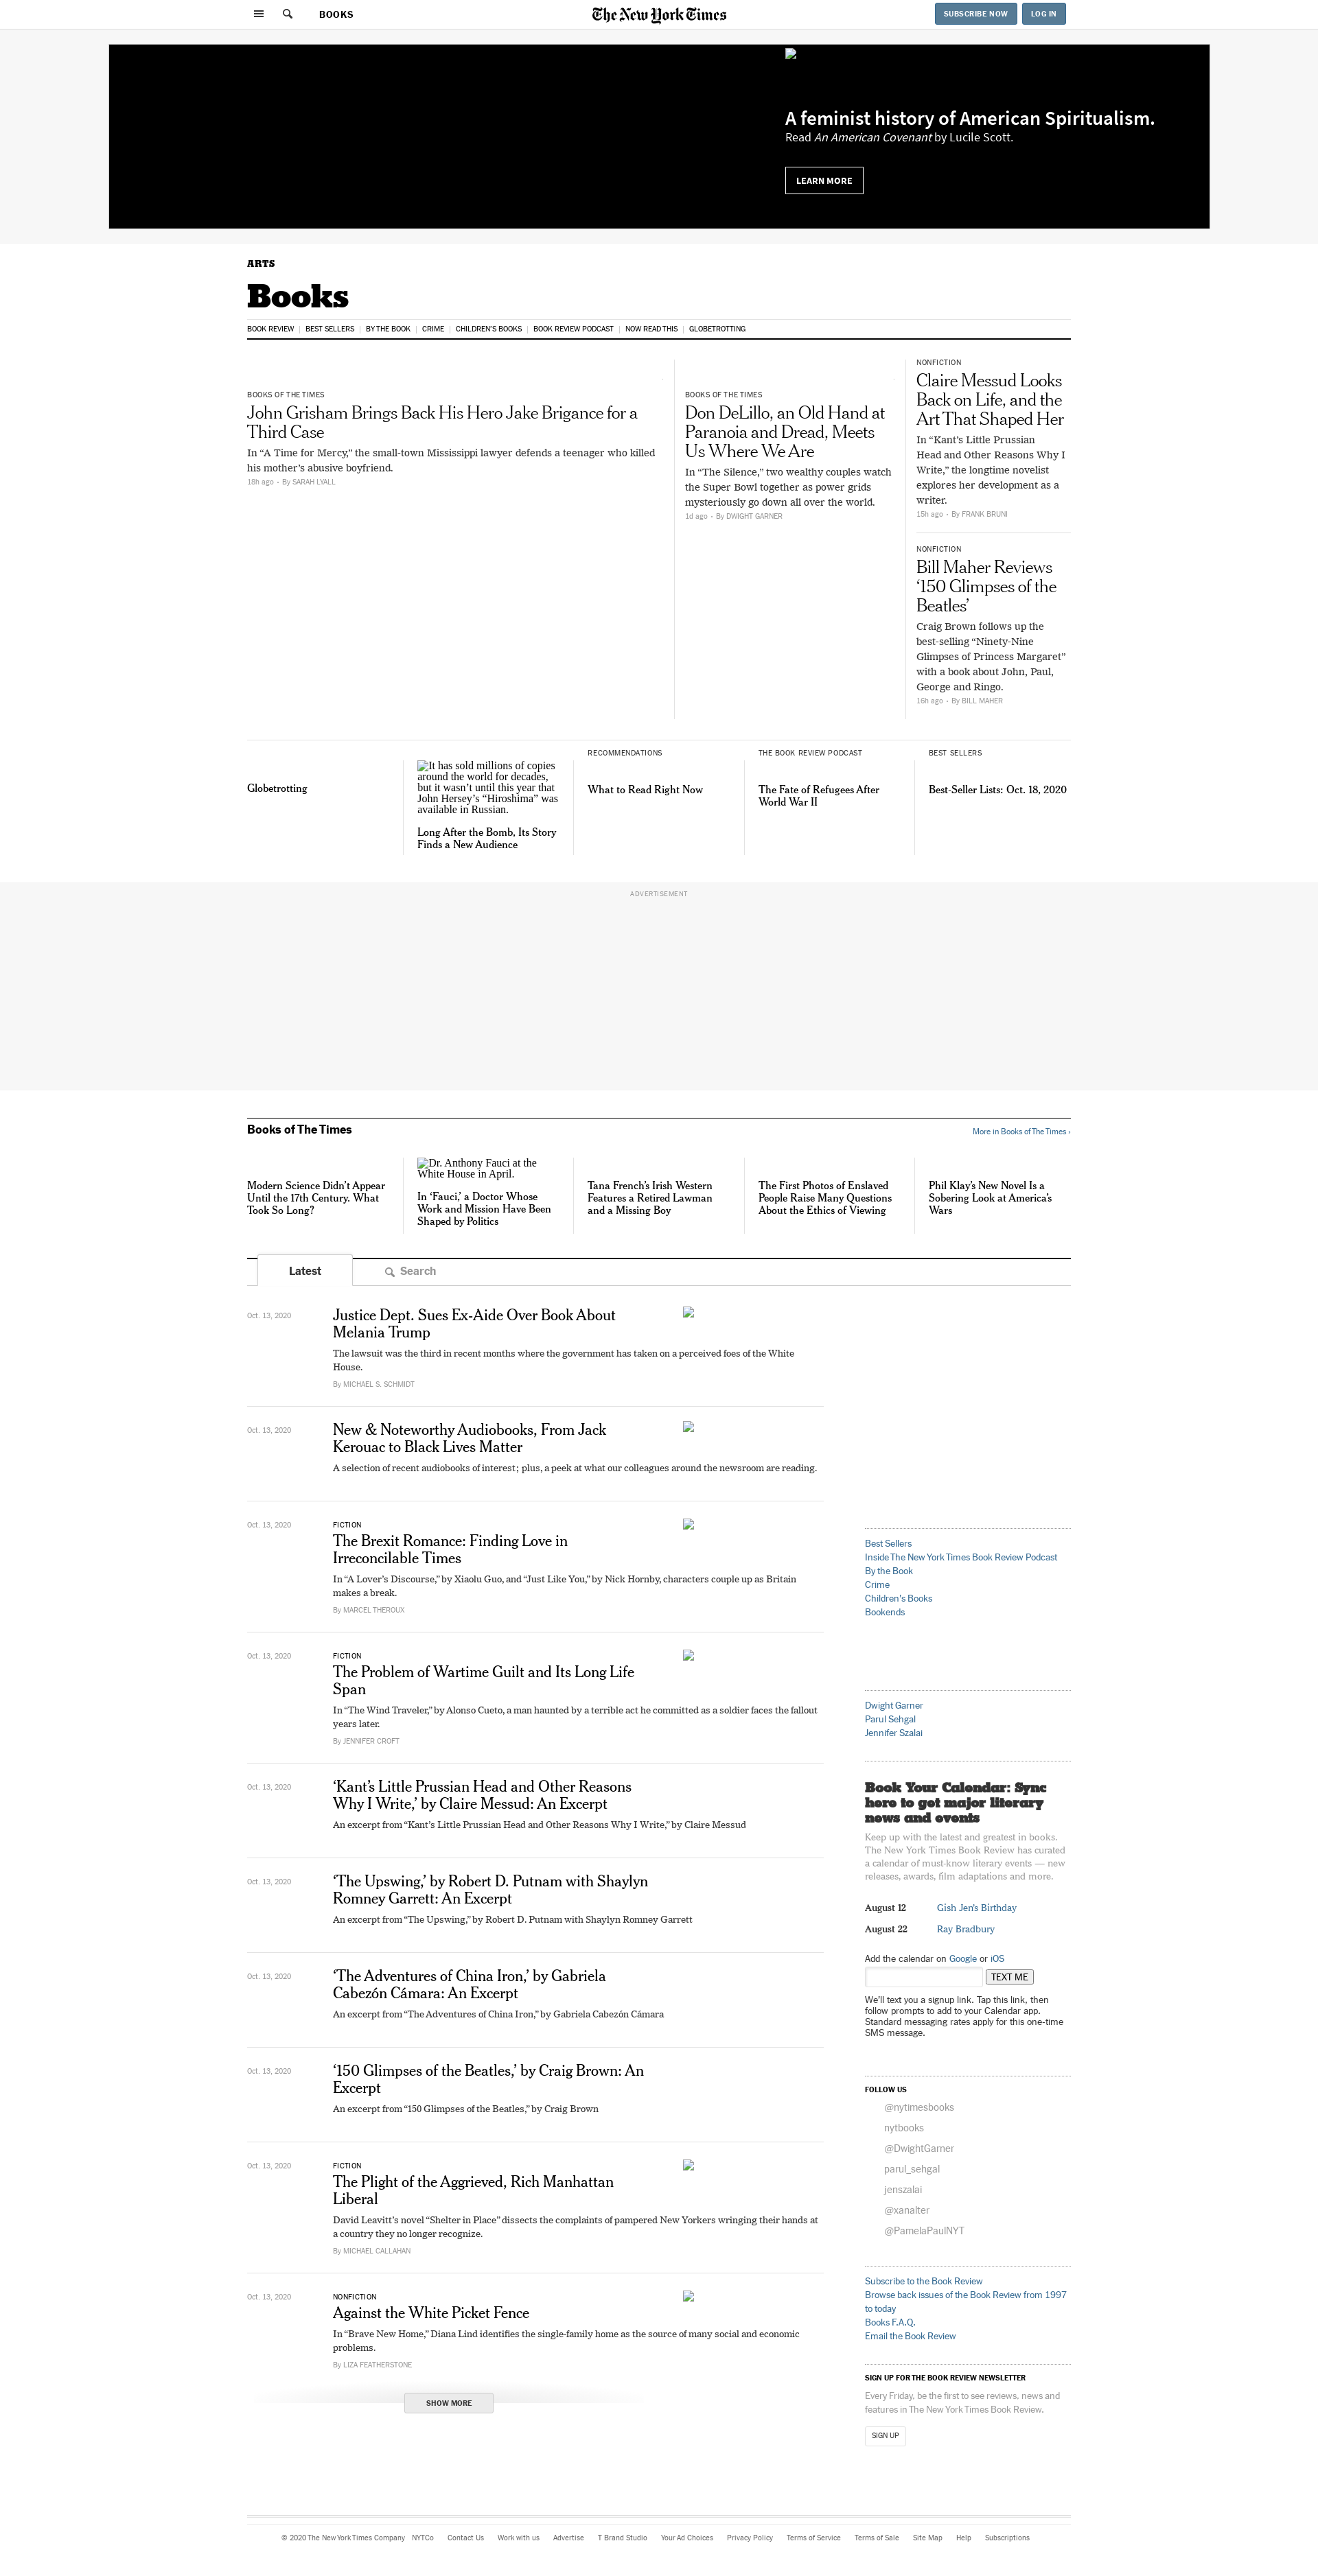 BOOKS
The New York Times
SUBSCRIBE NOW
LOG IN
A feminist history of American Spiritualism.
Read An American Covenant by Lucile Scott.
LEARN MORE
ARTS
Books
BOOK REVIEW
BEST SELLERS
BY THE BOOK
CRIME
CHILDREN'S BOOKS
BOOK REVIEW PODCAST
NOW READ THIS
GLOBETROTTING
BOOKS OF THE TIMES
John Grisham Brings Back His Hero Jake Brigance for a
Third Case
In “A Time for Mercy,” the small-town Mississippi lawyer defends a teenager who killed
his mother’s abusive boyfriend.
18h ago • By SARAH LYALL
BOOKS OF THE TIMES
Don DeLillo, an Old Hand at
Paranoia and Dread, Meets
Us Where We Are
In “The Silence,” two wealthy couples watch
the Super Bowl together as power grids
mysteriously go down all over the world.
1d ago • By DWIGHT GARNER
NONFICTION
Claire Messud Looks
Back on Life, and the
Art That Shaped Her
In “Kant’s Little Prussian
Head and Other Reasons Why I
Write,” the longtime novelist
explores her development as a
writer.
15h ago • By FRANK BRUNI
NONFICTION
Bill Maher Reviews
‘150 Glimpses of the
Beatles’
Craig Brown follows up the
best-selling “Ninety-Nine
Glimpses of Princess Margaret”
with a book about John, Paul,
George and Ringo.
16h ago • By BILL MAHER
Globetrotting
It has sold millions of copies
around the world for decades,
but it wasn’t until this year that
John Hersey’s “Hiroshima” was
available in Russian.
Long After the Bomb, Its Story
Finds a New Audience
RECOMMENDATIONS
What to Read Right Now
THE BOOK REVIEW PODCAST
The Fate of Refugees After
World War II
BEST SELLERS
Best-Seller Lists: Oct. 18, 2020
ADVERTISEMENT
Books of The Times
More in Books of The Times ›
Modern Science Didn’t Appear
Until the 17th Century. What
Took So Long?
Dr. Anthony Fauci at the
White House in April.
In ‘Fauci,’ a Doctor Whose
Work and Mission Have Been
Shaped by Politics
Tana French’s Irish Western
Features a Retired Lawman
and a Missing Boy
The First Photos of Enslaved
People Raise Many Questions
About the Ethics of Viewing
Phil Klay’s New Novel Is a
Sobering Look at America’s
Wars
Latest
Search
Oct. 13, 2020
Justice Dept. Sues Ex-Aide Over Book About
Melania Trump
The lawsuit was the third in recent months where the government has taken on a perceived foes of the White
House.
By MICHAEL S. SCHMIDT
Oct. 13, 2020
New & Noteworthy Audiobooks, From Jack
Kerouac to Black Lives Matter
A selection of recent audiobooks of interest; plus, a peek at what our colleagues around the newsroom are reading.
Oct. 13, 2020
FICTION
The Brexit Romance: Finding Love in
Irreconcilable Times
In “A Lover’s Discourse,” by Xiaolu Guo, and “Just Like You,” by Nick Hornby, characters couple up as Britain
makes a break.
By MARCEL THEROUX
Oct. 13, 2020
FICTION
The Problem of Wartime Guilt and Its Long Life
Span
In “The Wind Traveler,” by Alonso Cueto, a man haunted by a terrible act he committed as a soldier faces the fallout
years later.
By JENNIFER CROFT
Oct. 13, 2020
‘Kant’s Little Prussian Head and Other Reasons
Why I Write,’ by Claire Messud: An Excerpt
An excerpt from “Kant’s Little Prussian Head and Other Reasons Why I Write,” by Claire Messud
Oct. 13, 2020
‘The Upswing,’ by Robert D. Putnam with Shaylyn
Romney Garrett: An Excerpt
An excerpt from “The Upswing,” by Robert D. Putnam with Shaylyn Romney Garrett
Oct. 13, 2020
‘The Adventures of China Iron,’ by Gabriela
Cabezón Cámara: An Excerpt
An excerpt from “The Adventures of China Iron,” by Gabriela Cabezón Cámara
Oct. 13, 2020
‘150 Glimpses of the Beatles,’ by Craig Brown: An
Excerpt
An excerpt from “150 Glimpses of the Beatles,” by Craig Brown
Oct. 13, 2020
FICTION
The Plight of the Aggrieved, Rich Manhattan
Liberal
David Leavitt’s novel “Shelter in Place” dissects the complaints of pampered New Yorkers wringing their hands at
a country they no longer recognize.
By MICHAEL CALLAHAN
Oct. 13, 2020
NONFICTION
Against the White Picket Fence
In “Brave New Home,” Diana Lind identifies the single-family home as the source of many social and economic
problems.
By LIZA FEATHERSTONE
SHOW MORE
Best Sellers
Inside The New York Times Book Review Podcast
By the Book
Crime
Children's Books
Bookends
Dwight Garner
Parul Sehgal
Jennifer Szalai
Book Your Calendar: Sync
here to get major literary
news and events
Keep up with the latest and greatest in books.
The New York Times Book Review has curated
a calendar of must-know literary events — new
releases, awards, film adaptations and more.
August 12 Gish Jen's Birthday
August 22 Ray Bradbury
Add the calendar on Google or iOS
TEXT ME
We’ll text you a signup link. Tap this link, then
follow prompts to add to your Calendar app.
Standard messaging rates apply for this one-time
SMS message.
FOLLOW US
@nytimesbooks
nytbooks
@DwightGarner
parul_sehgal
jenszalai
@xanalter
@PamelaPaulNYT
Subscribe to the Book Review
Browse back issues of the Book Review from 1997
to today
Books F.A.Q.
Email the Book Review
SIGN UP FOR THE BOOK REVIEW NEWSLETTER
Every Friday, be the first to see reviews, news and
features in The New York Times Book Review.
SIGN UP
© 2020 The New York Times Company NYTCo Contact Us Work with us Advertise T Brand Studio Your Ad Choices Privacy Policy Terms of Service Terms of Sale Site Map Help Subscriptions